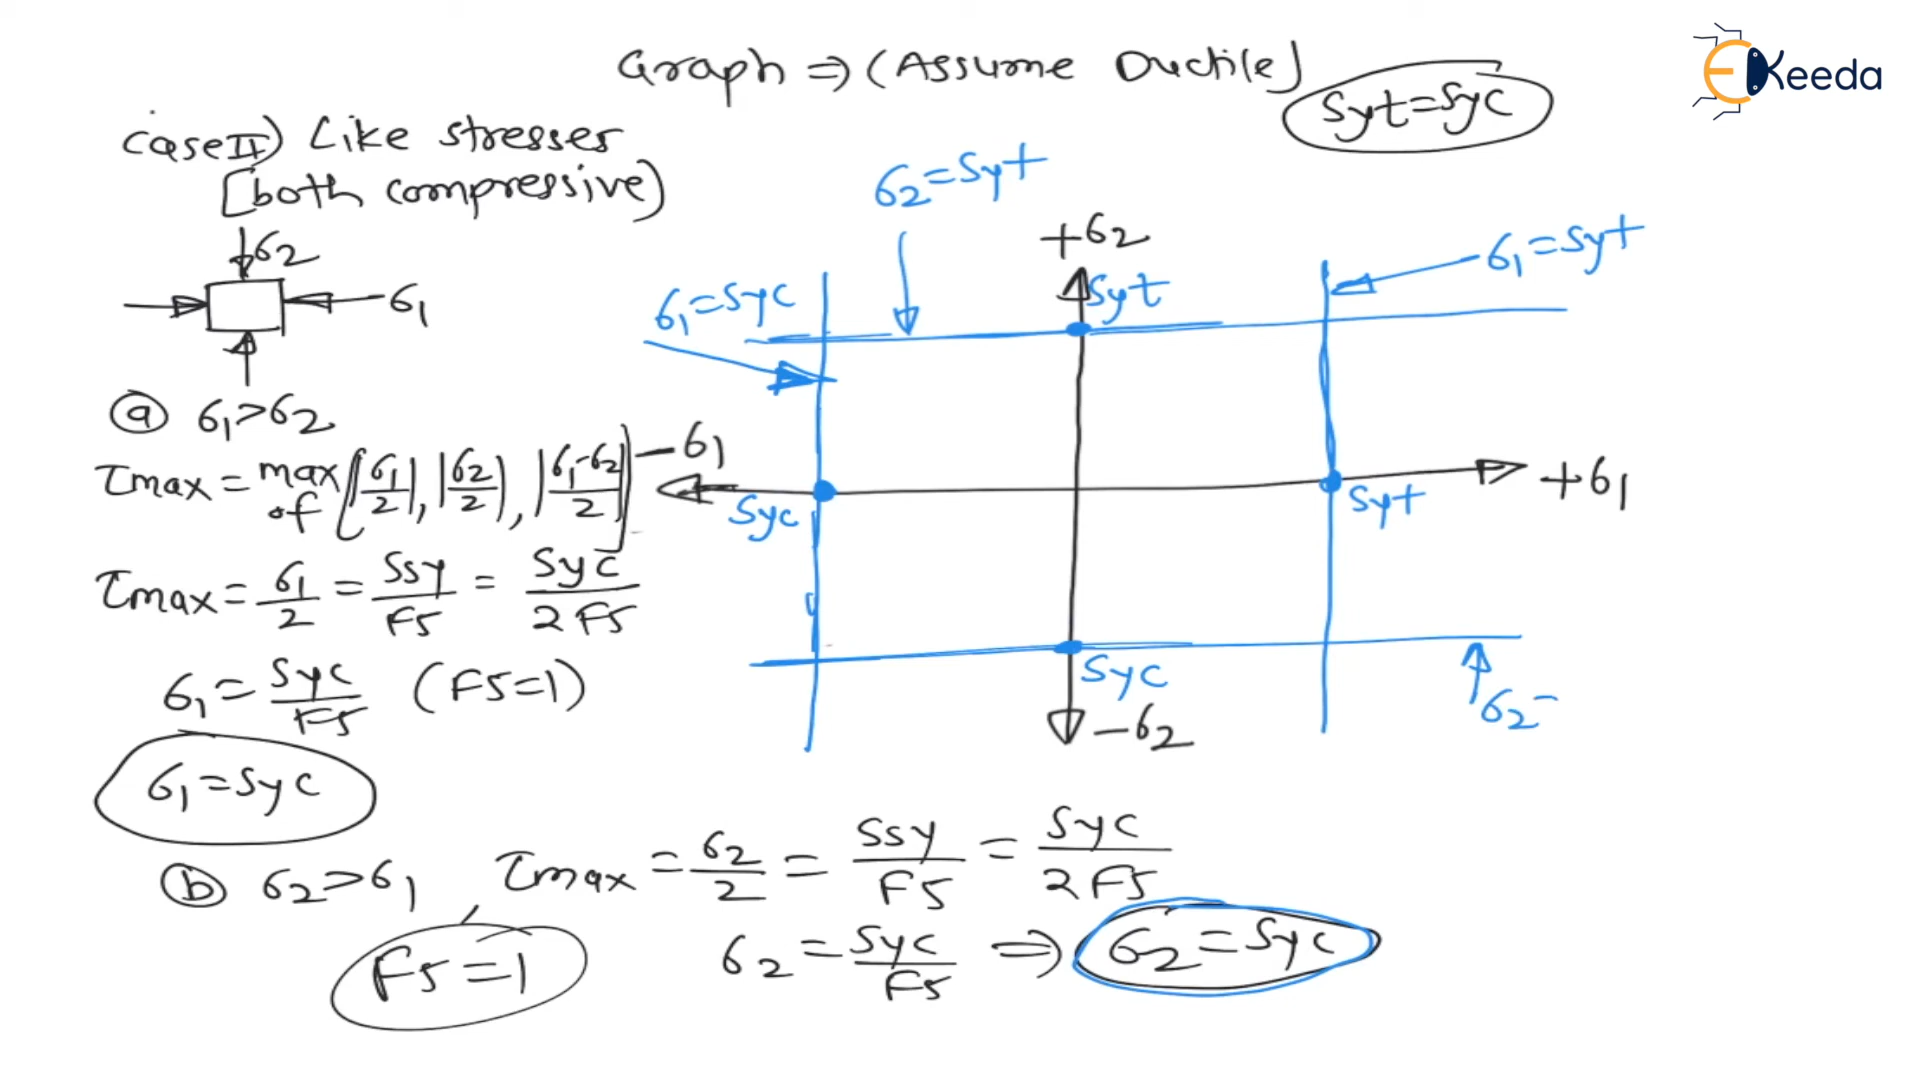 Graph ⇒ (Assume Ductile)
Syt=Syc
EKeeda
case II) Like stresses
[both compressive)
σ2
σ1
ⓐ σ1>σ2
τmax = max of (|σ1/2|, |σ2/2|, |σ1-σ2/2|)
τmax = σ1/2 = Ssy/FS = Syc/2FS
σ1 = Syc/FS (FS=1)
σ1=Syc
ⓑ σ2>σ1, τmax = σ2/2 = Ssy/FS = Syc/2FS
FS=1
σ2 = Syc/FS ⇒ σ2=Syc
σ2=Syt
+σ2
σ1=Syt
σ1=Syc
Syt
-σ1
+σ1
Syc
Syt
Syc
σ2=
-σ2